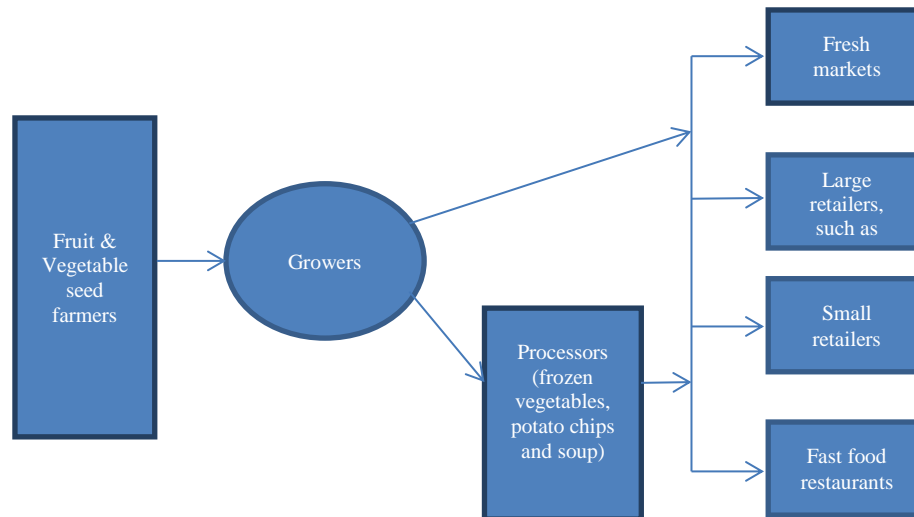 Fresh
markets
Large
retailers,
such as
Fruit &
Vegetable
seed
farmers
Growers
Small
retailers
Processors
(frozen
vegetables,
potato chips
and soup)
Fast food
restaurants